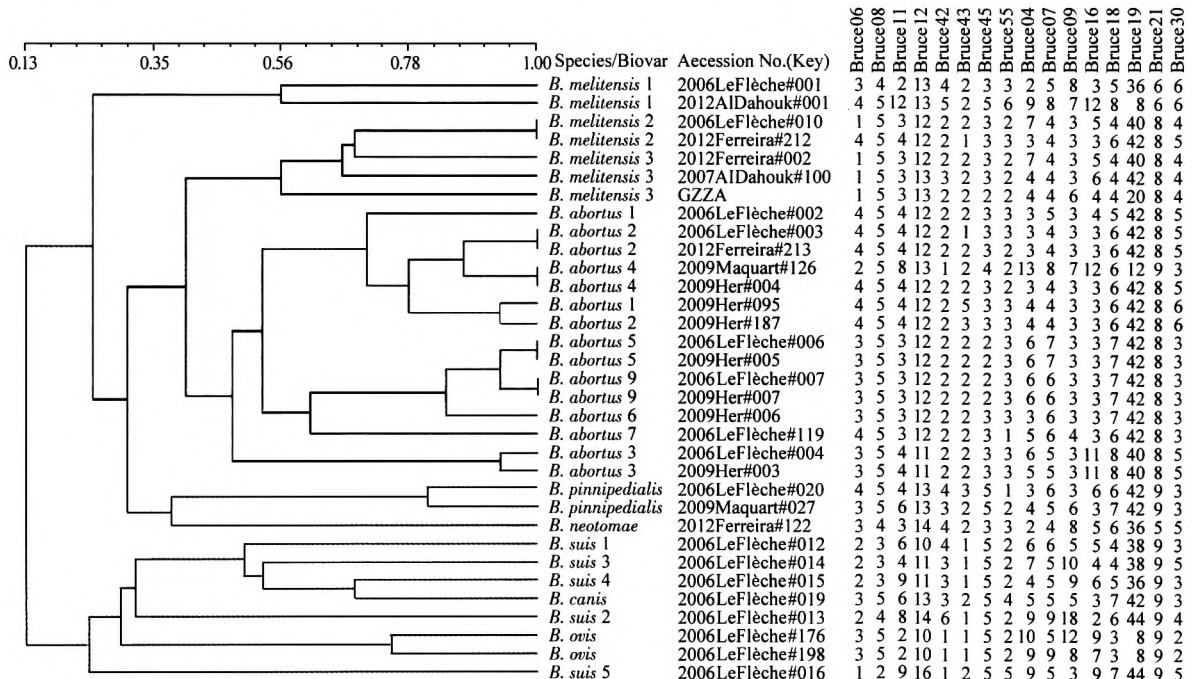 Bruce06 Bruce08 Bruce11 Bruce12 Bruce42 Bruce43 Bruce45 Bruce55 Bruce04 Bruce07 Bruce09 Bruce16 Bruce18 Bruce19 Bruce21 Bruce30
0.13 0.35 0.56 0.78 1.00 Species/Biovar Aecession No.(Key)
B. melitensis 1 2006LeFlèche#001 3 4 2 13 4 2 3 3 2 5 8 3 5 36 6 6
B. melitensis 1 2012AlDahouk#001 4 5 12 13 5 2 5 6 9 8 7 12 8 8 6 6
B. melitensis 2 2006LeFlèche#010 1 5 3 12 2 2 3 2 7 4 3 5 4 40 8 4
B. melitensis 2 2012Ferreira#212 4 5 4 12 2 1 3 3 3 4 3 3 6 42 8 5
B. melitensis 3 2012Ferreira#002 1 5 3 12 2 2 2 2 7 4 3 5 4 40 8 4
B. melitensis 3 2007AlDahouk#100 1 5 3 13 3 2 3 2 4 4 3 6 4 42 8 4
B. melitensis 3 GZZA 1 5 3 13 2 2 2 2 4 4 6 4 4 20 8 4
B. abortus 1 2006LeFlèche#002 4 5 4 12 2 2 3 3 3 5 3 4 5 42 8 5
B. abortus 2 2006LeFlèche#003 4 5 4 12 2 1 3 3 3 4 3 3 6 42 8 5
B. abortus 2 2012Ferreira#213 4 5 4 12 2 2 3 2 3 4 3 3 6 42 8 5
B. abortus 4 2009Maquart#126 2 5 8 13 1 2 4 2 13 8 7 12 6 12 9 3
B. abortus 4 2009Her#004 4 5 4 12 2 2 3 2 3 4 3 3 6 42 8 5
B. abortus 1 2009Her#095 4 5 4 12 2 5 3 3 4 4 3 3 6 42 8 6
B. abortus 2 2009Her#187 4 5 4 12 2 3 3 3 4 4 3 3 6 42 8 6
B. abortus 5 2006LeFlèche#006 3 5 3 12 2 2 2 3 6 7 3 3 7 42 8 3
B. abortus 5 2009Her#005 3 5 3 12 2 2 2 3 6 7 3 3 7 42 8 3
B. abortus 9 2006LeFlèche#007 3 5 3 12 2 2 2 3 6 6 3 3 7 42 8 3
B. abortus 9 2009Her#007 3 5 3 12 2 2 2 3 6 6 3 3 7 42 8 3
B. abortus 6 2009Her#006 3 5 3 12 2 2 3 3 3 6 3 3 7 42 8 3
B. abortus 7 2006LeFlèche#119 4 5 3 12 2 2 3 1 5 6 4 3 6 42 8 3
B. abortus 3 2006LeFlèche#004 3 5 4 11 2 2 3 3 6 5 3 11 8 40 8 5
B. abortus 3 2009Her#003 3 5 4 11 2 2 3 3 5 5 3 11 8 40 8 5
B. pinnipedialis 2006LeFlèche#020 4 5 4 13 4 3 5 1 3 6 3 6 6 42 9 3
B. pinnipedialis 2009Maquart#027 3 5 6 13 3 2 5 2 4 5 6 3 7 42 9 3
B. neotomae 2012Ferreira#122 3 4 3 14 4 2 3 3 2 4 8 5 6 36 5 5
B. suis 1 2006LeFlèche#012 2 3 6 10 4 1 5 2 6 6 5 5 4 38 9 3
B. suis 3 2006LeFlèche#014 2 3 4 11 3 1 5 2 7 5 10 4 4 38 9 5
B. suis 4 2006LeFlèche#015 2 3 9 11 3 1 5 2 4 5 9 6 5 36 9 3
B. canis 2006LeFlèche#019 3 5 6 13 3 2 5 4 5 5 5 3 7 42 9 3
B. suis 2 2006LeFlèche#013 2 4 8 14 6 1 5 2 9 9 18 2 6 44 9 4
B. ovis 2006LeFlèche#176 3 5 2 10 1 1 5 2 10 5 12 9 3 8 9 2
B. ovis 2006LeFlèche#198 3 5 2 10 1 1 5 2 9 9 8 7 3 8 9 2
B. suis 5 2006LeFlèche#016 1 2 9 16 1 2 5 5 9 5 3 9 7 44 9 5